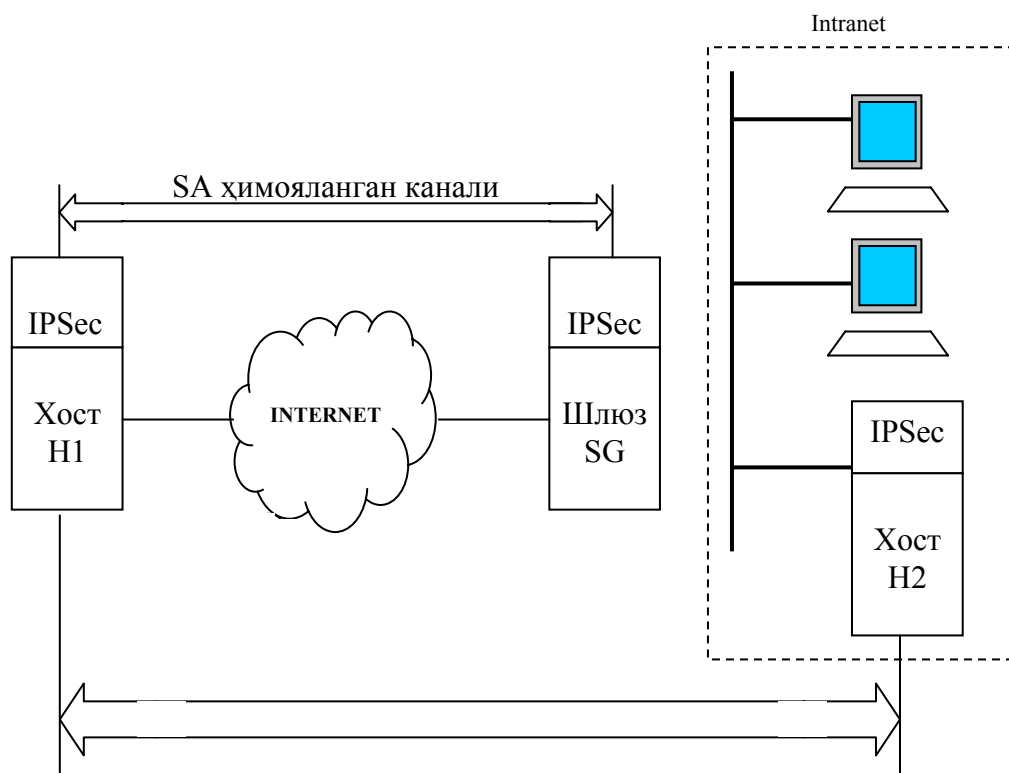 Intranet
SA ҳимояланган канали
IPSec
IPSec
Хост
H1
INTERNET
Шлюз
SG
IPSec
Хост
H2